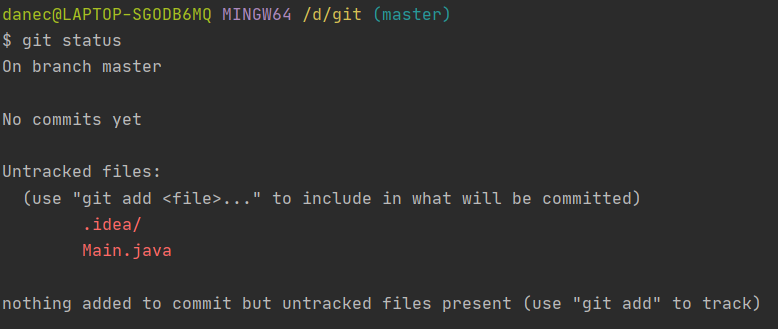 danec@LAPTOP-SGODB6MQ MINGW64 /d/git (master)
$ git status
On branch master
No commits yet
Untracked files:
(use "git add <file>..." to include in what will be committed)
.idea/
Main.java
nothing added to commit but untracked files present (use "git add" to track)